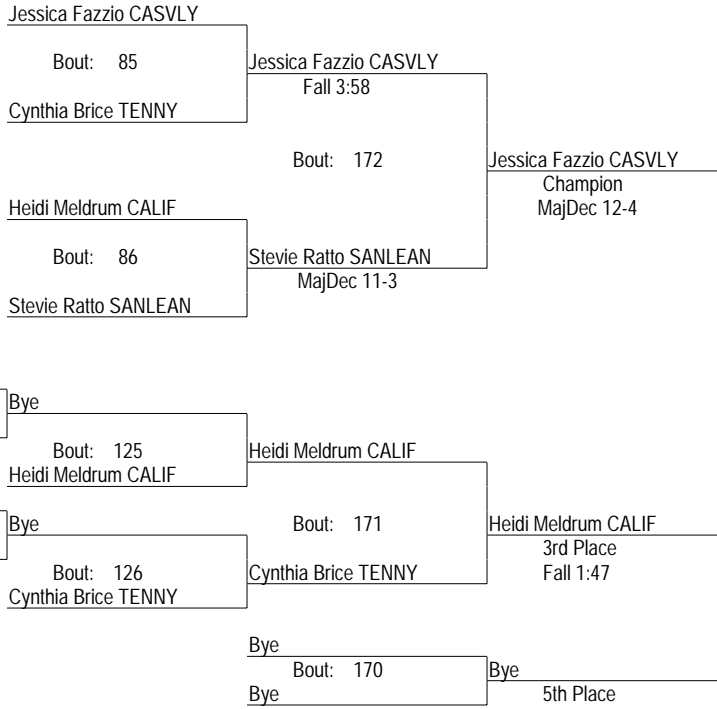 Jessica Fazzio CASVLY
Bout: 85 Jessica Fazzio CASVLY
Fall 3:58
Cynthia Brice TENNY
Bout: 172 Jessica Fazzio CASVLY
Champion
Heidi Meldrum CALIF MajDec 12-4
Bout: 86 Stevie Ratto SANLEAN
MajDec 11-3
Stevie Ratto SANLEAN
Bye
Bout: 125 Heidi Meldrum CALIF
Heidi Meldrum CALIF
Bye Bout: 171 Heidi Meldrum CALIF
3rd Place
Bout: 126 Cynthia Brice TENNY Fall 1:47
Cynthia Brice TENNY
Bye
Bout: 170 Bye
Bye 5th Place